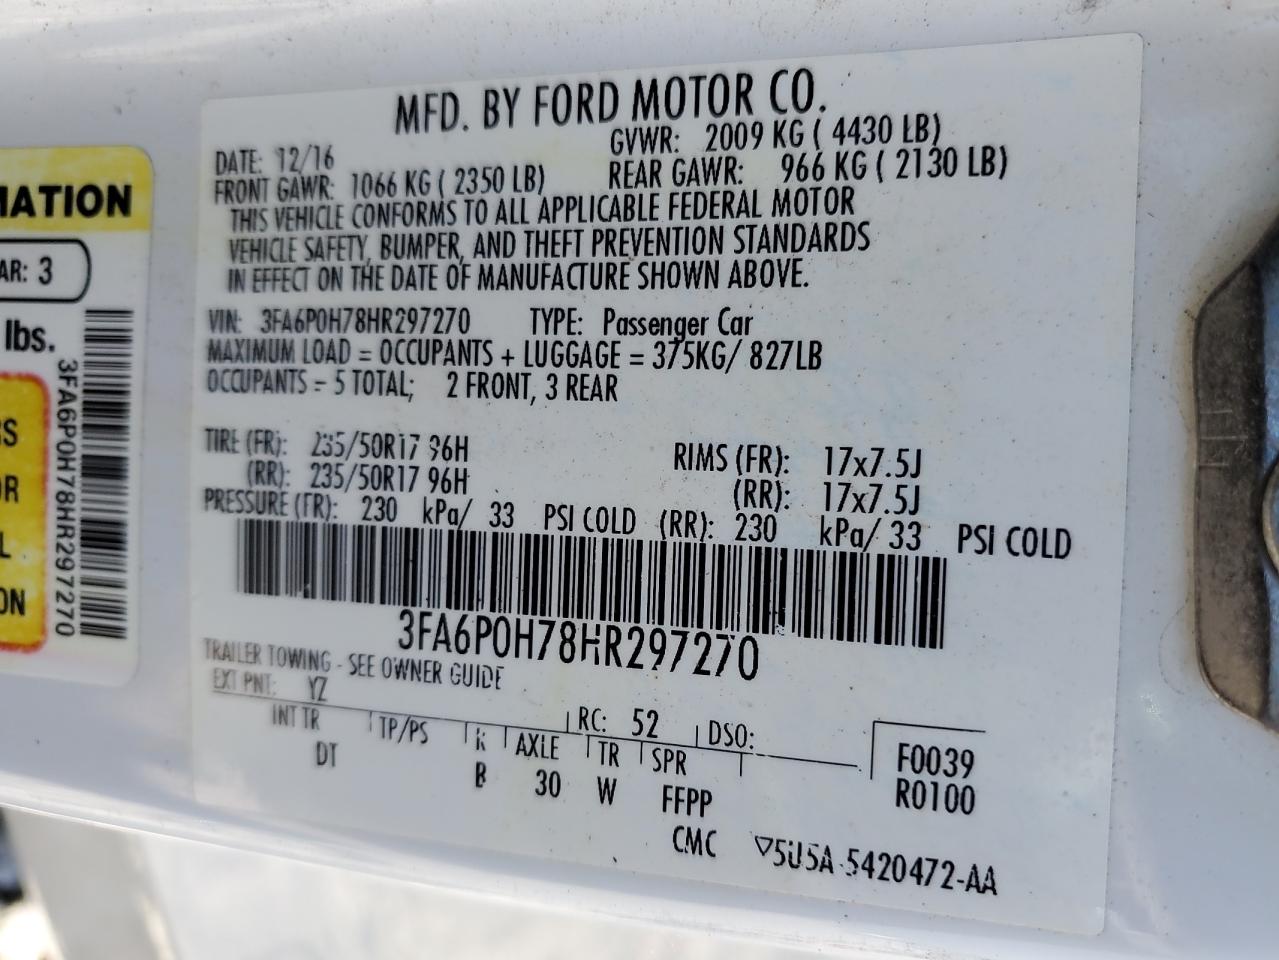 MATION
AR: 3
lbs.
3FA6P0H78HR297270
MFD. BY FORD MOTOR CO.
DATE: 12/16 GVWR: 2009 KG ( 4430 LB)
FRONT GAWR: 1066 KG ( 2350 LB) REAR GAWR: 966 KG ( 2130 LB)
THIS VEHICLE CONFORMS TO ALL APPLICABLE FEDERAL MOTOR
VEHICLE SAFETY, BUMPER, AND THEFT PREVENTION STANDARDS
IN EFFECT ON THE DATE OF MANUFACTURE SHOWN ABOVE.
VIN: 3FA6P0H78HR297270 TYPE: Passenger Car
MAXIMUM LOAD = OCCUPANTS + LUGGAGE = 375KG/ 827LB
OCCUPANTS = 5 TOTAL; 2 FRONT, 3 REAR
TIRE (FR): 235/50R17 96H RIMS (FR): 17x7.5J
(RR): 235/50R17 96H (RR): 17x7.5J
PRESSURE (FR): 230 kPa/ 33 PSI COLD (RR): 230 kPa/ 33 PSI COLD
3FA6P0H78HR297270
TRAILER TOWING - SEE OWNER GUIDE
EXT PNT: YZ RC: 52 DSO:
INT TR TP/PS R AXLE TR SPR F0039
DT B 30 W FFPP R0100
CMC ▽5U5A-5420472-AA